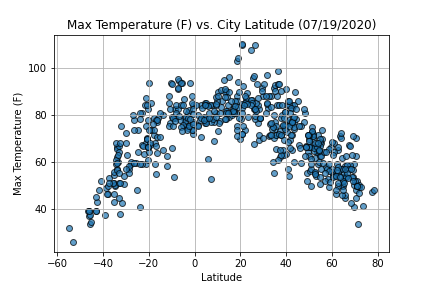 Max Temperature (F) vs. City Latitude (07/19/2020)
Max Temperature (F)
100
80
60
40
−60 −40 −20 0 20 40 60 80
Latitude